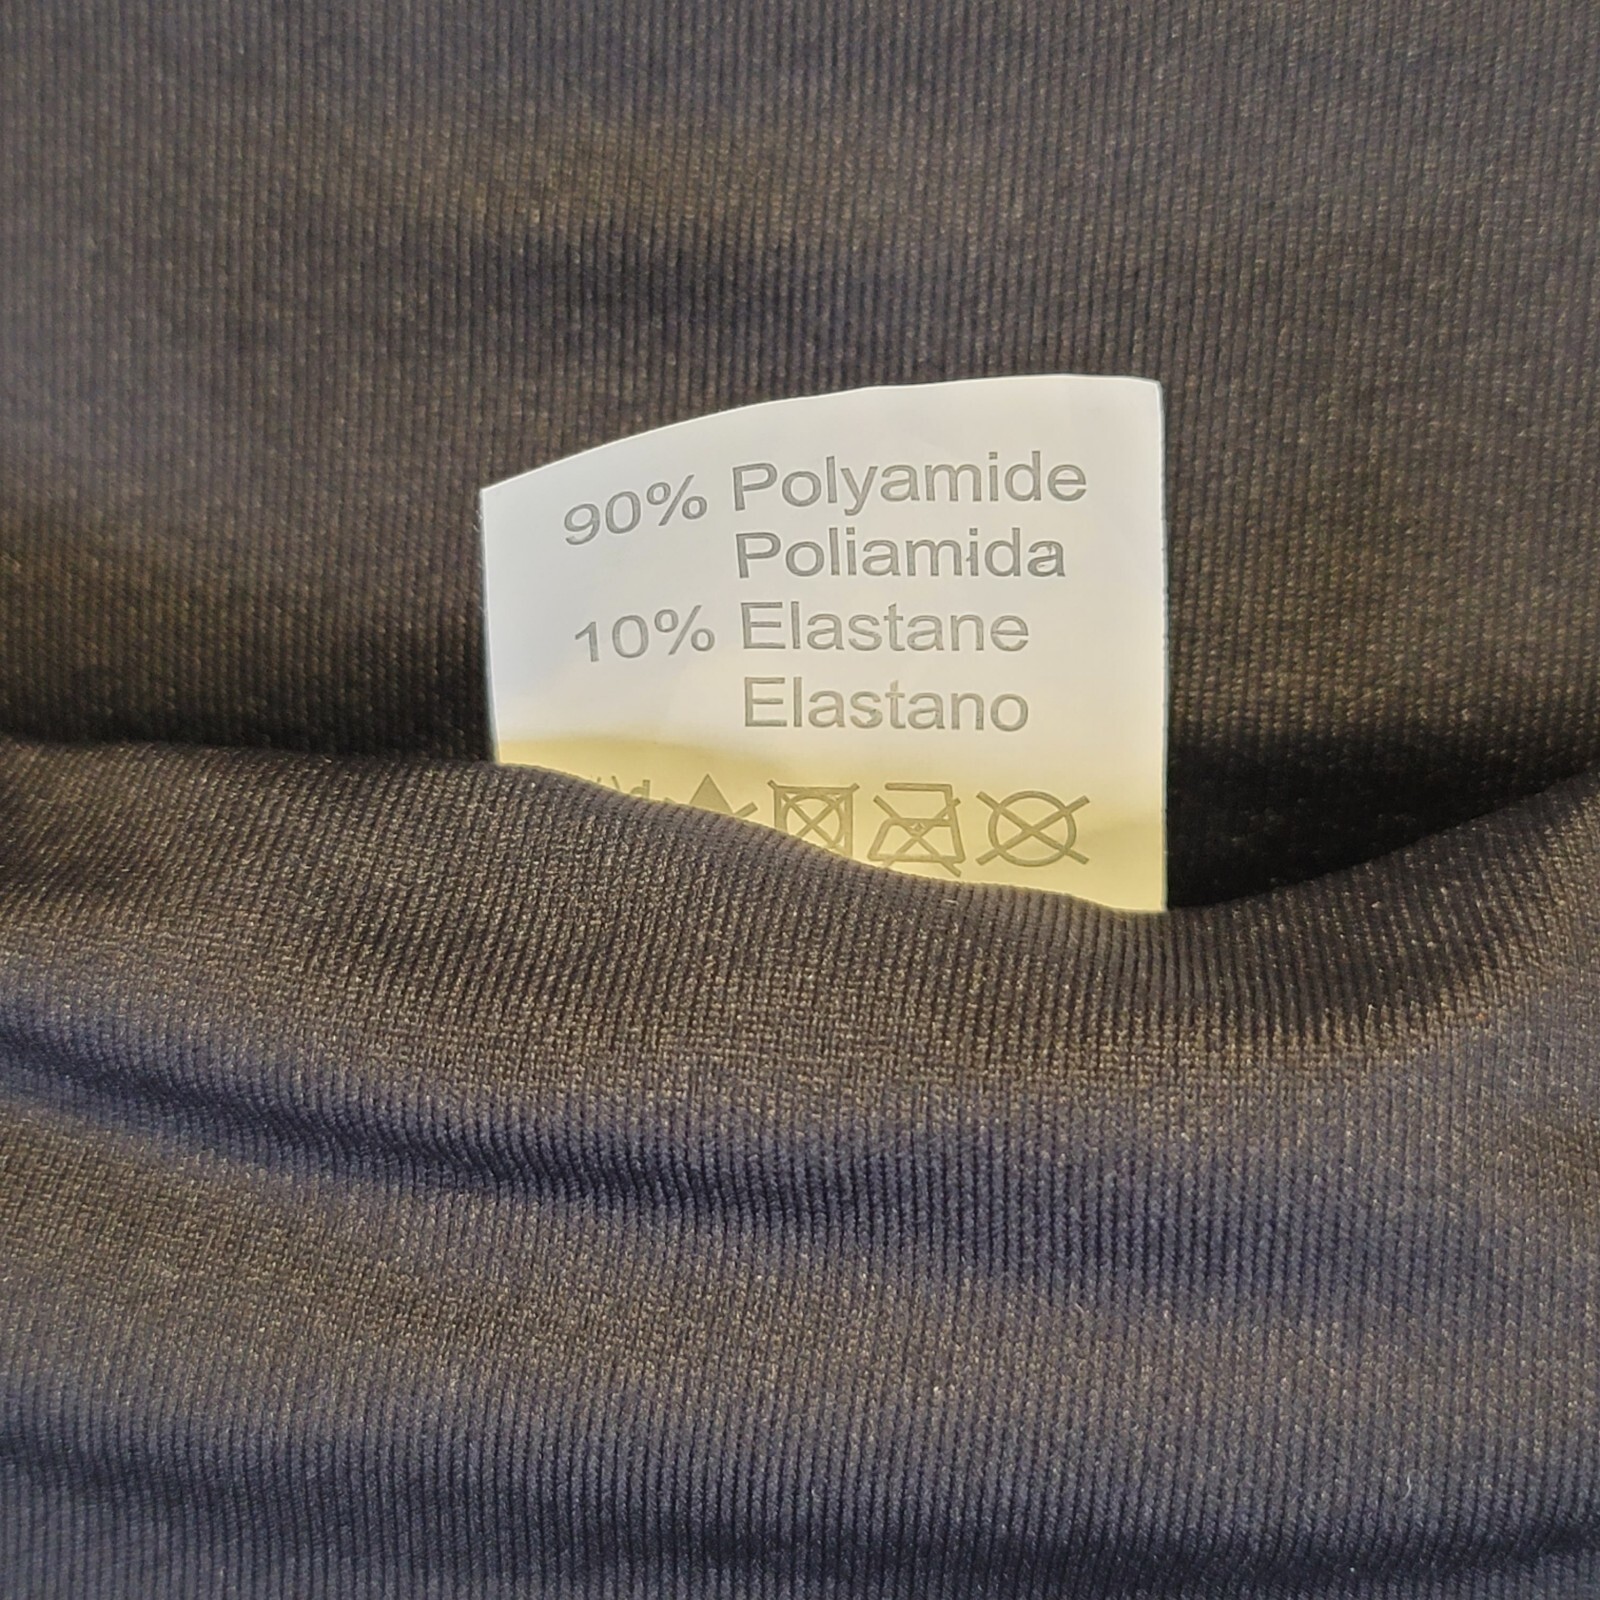 90% Polyamide
Poliamida
10% Elastane
Elastano